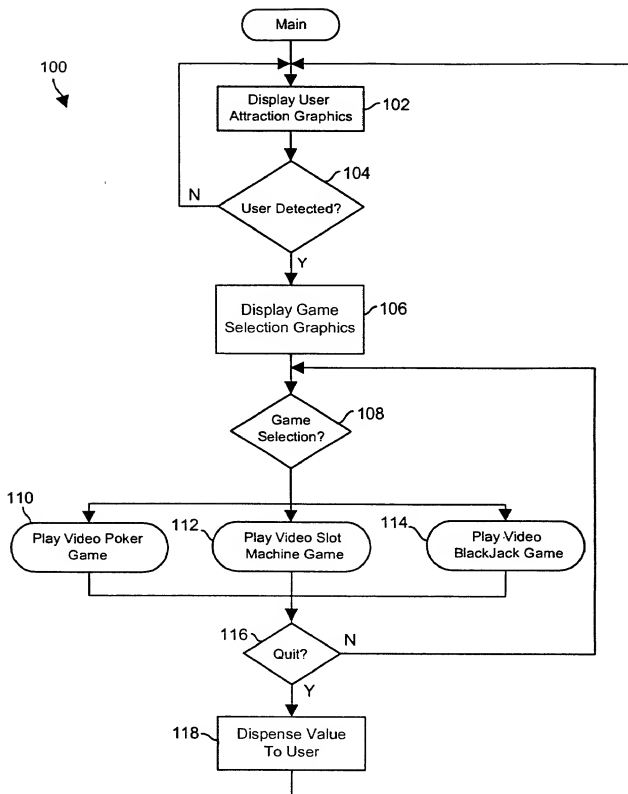 Main
100
Display User
Attraction Graphics
102
104
N
User Detected?
Y
Display Game
Selection Graphics
106
108
Game
Selection?
110
Play Video Poker
Game
112
Play Video Slot
Machine Game
114
Play Video
BlackJack Game
116
Quit?
N
Y
118
Dispense Value
To User